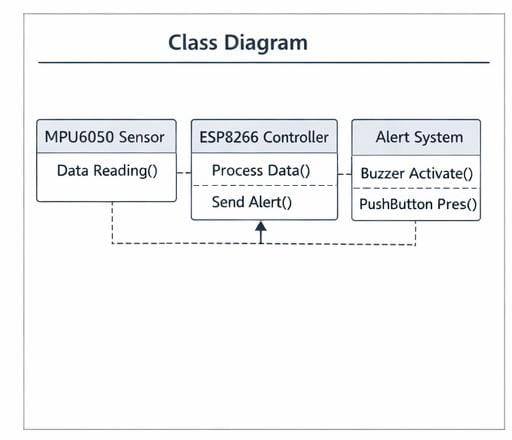 Class Diagram
MPU6050 Sensor
Data Reading()
ESP8266 Controller
Process Data()
Send Alert()
Alert System
Buzzer Activate()
PushButton Pres()